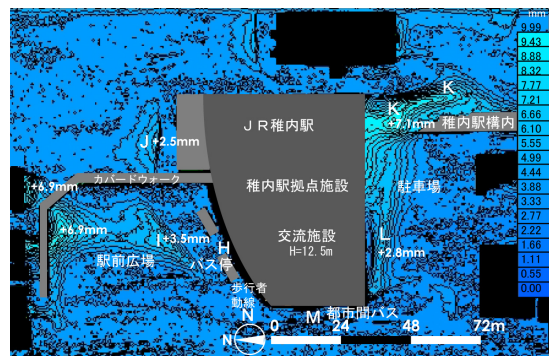 mm
9.99
9.43
8.88
8.32
7.77
7.21
6.66
6.10
5.55
4.99
4.44
3.88
3.33
2.77
2.22
1.66
1.11
0.55
0.00
K
K
+7.1mm
稚内駅構内
JR稚内駅
J
+2.5mm
カバードウォーク
+6.9mm
稚内駅拠点施設
駐車場
+6.9mm
I
+3.5mm
H
バス停
駅前広場
交流施設
H=12.5m
L
+2.8mm
歩行者
動線
M
都市間バス
N
N
0
24
48
72m